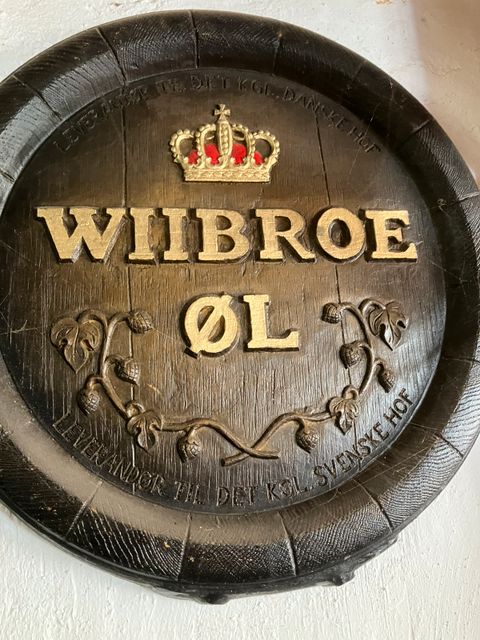 LEVERANDØR TIL DET KGL. DANSKE HOF
WIIBROE
ØL
LEVERANDØR TIL DET KGL. SVENSKE HOF